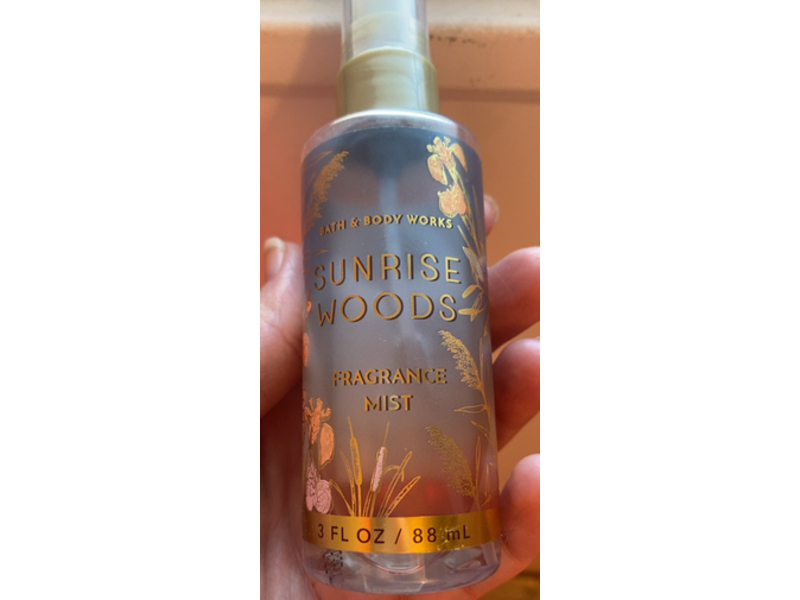 BATH & BODY WORKS
SUNRISE
WOODS
FRAGRANCE
MIST
3 FL OZ / 88 mL